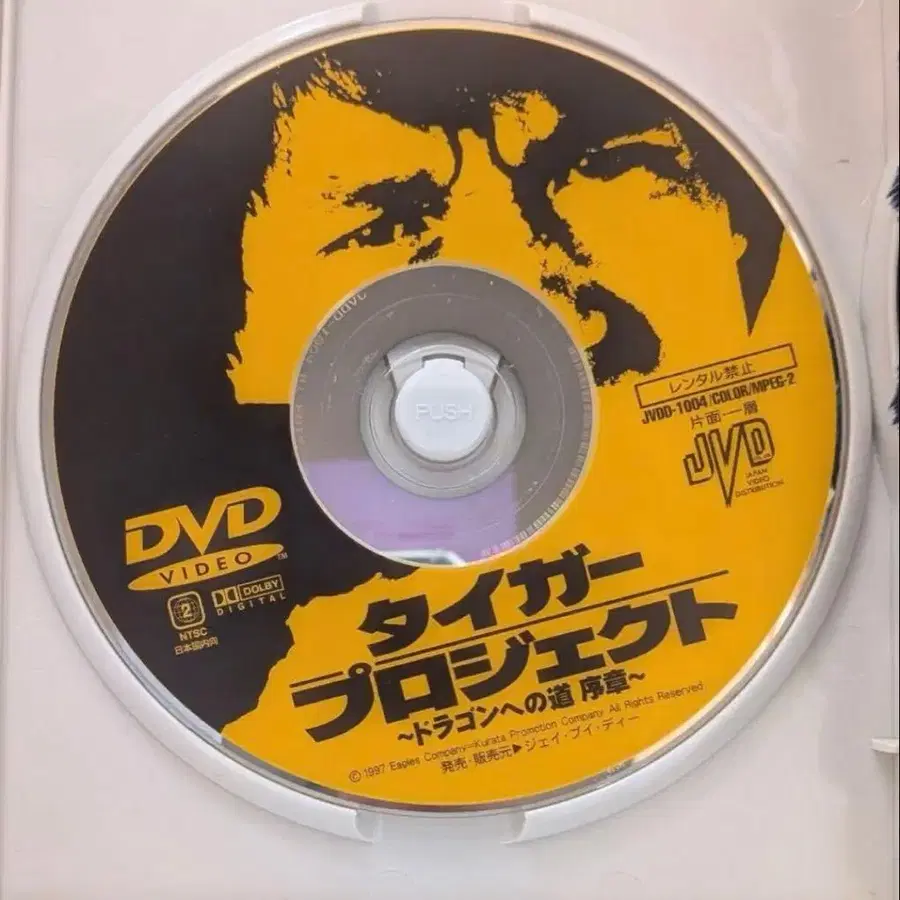 レンタル禁止
JVDD-1004/COLOR/MPEG-2
片面一層
JVD
JAPAN
VIDEO
DISTRIBUTION
PUSH
DVD
VIDEO
TM
2
NTSC
日本国内向
DOLBY
DIGITAL
タイガー
プロジェクト
~ドラゴンへの道 序章~
© 1997 Eagles Company=Kurata Promotion Company All Rights Reserved
発売・販売元▶ジェイ・ブイ・ディー